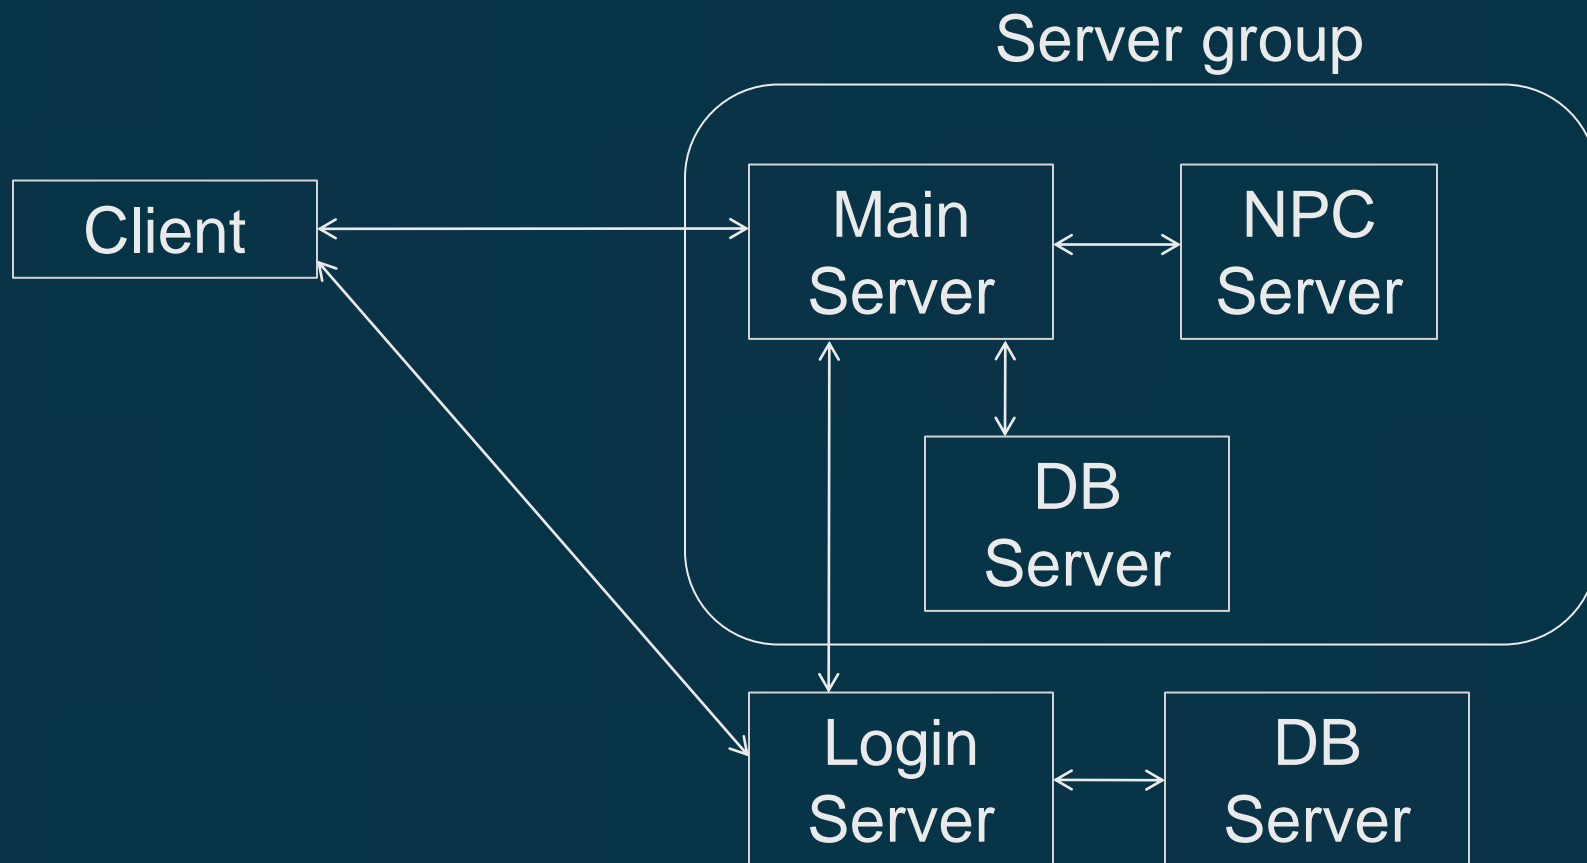 Server group
Client
Main
Server
NPC
Server
DB
Server
Login
Server
DB
Server